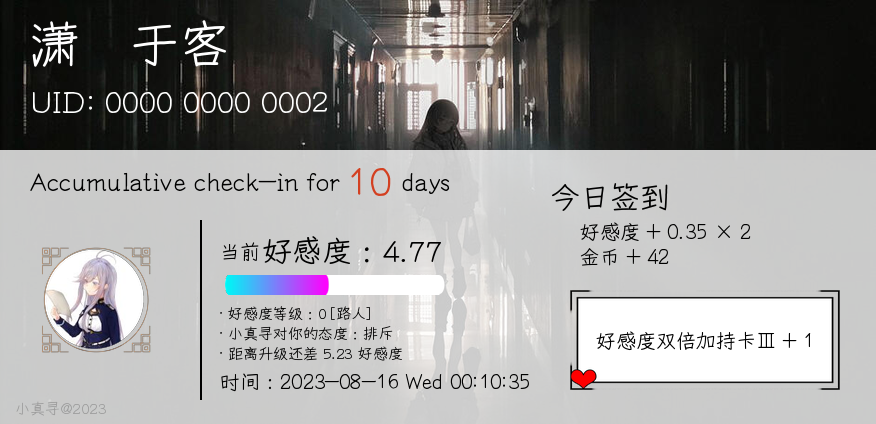 潇 于客
UID: 0000 0000 0002
Accumulative check-in for 10 days
当前好感度：4.77
· 好感度等级：0 [路人]
· 小真寻对你的态度：排斥
· 距离升级还差 5.23 好感度
时间：2023-08-16 Wed 00:10:35
今日签到
好感度 + 0.35 × 2
金币 + 42
好感度双倍加持卡Ⅲ + 1
小真寻@2023